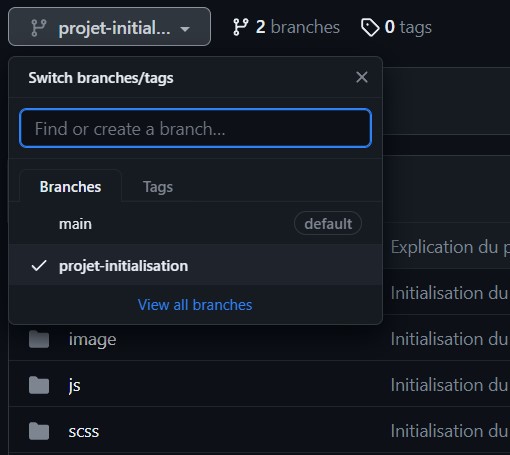 projet-initial... 2 branches 0 tags
Switch branches/tags
Find or create a branch...
Branches Tags
main default
projet-initialisation
Explication du p
View all branches
Initialisation du
image Initialisation du
js Initialisation du
scss Initialisation du